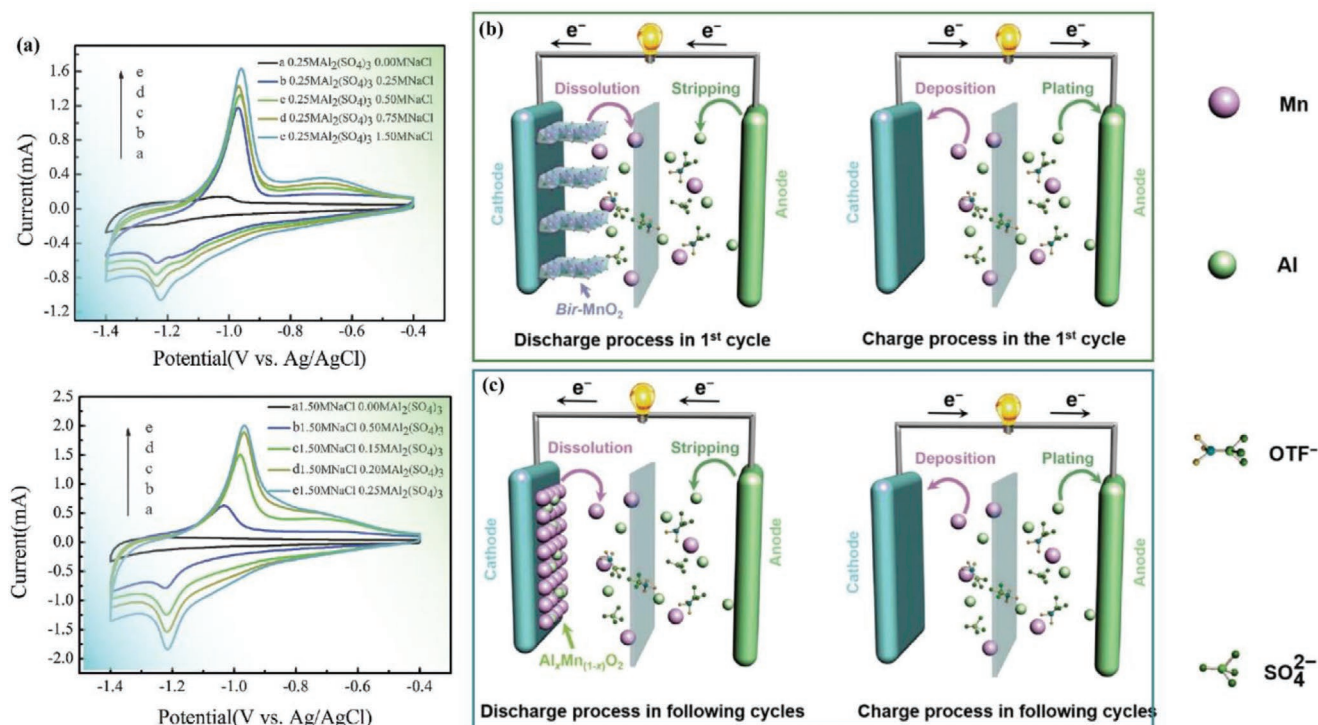 (a)
a 0.25MAl2(SO4)3 0.00MNaCl
b 0.25MAl2(SO4)3 0.25MNaCl
c 0.25MAl2(SO4)3 0.50MNaCl
d 0.25MAl2(SO4)3 0.75MNaCl
e 0.25MAl2(SO4)3 1.50MNaCl
e
d
c
b
a
Current(mA)
1.6
1.2
0.8
0.4
0.0
-0.4
-0.8
-1.2
-1.4 -1.2 -1.0 -0.8 -0.6 -0.4
Potential(V vs. Ag/AgCl)
a1.50MNaCl 0.00MAl2(SO4)3
b1.50MNaCl 0.50MAl2(SO4)3
c1.50MNaCl 0.15MAl2(SO4)3
d1.50MNaCl 0.20MAl2(SO4)3
e1.50MNaCl 0.25MAl2(SO4)3
e
d
c
b
a
Current(mA)
2.5
2.0
1.5
1.0
0.5
0.0
-0.5
-1.0
-1.5
-2.0
-1.4 -1.2 -1.0 -0.8 -0.6 -0.4
Potential(V vs. Ag/AgCl)
(b)
e− e−
Dissolution Stripping
Cathode
Anode
Bir-MnO2
Discharge process in 1st cycle
e− e−
Deposition Plating
Cathode
Anode
Charge process in the 1st cycle
(c)
e− e−
Dissolution Stripping
Cathode
Anode
AlxMn(1-x)O2
Discharge process in following cycles
e− e−
Deposition Plating
Cathode
Anode
Charge process in following cycles
Mn
Al
OTF−
SO4 2−